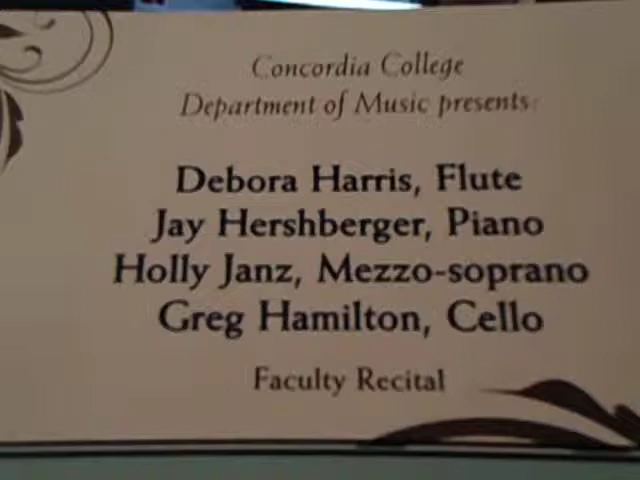 Concordia College
Department of Music presents:
Debora Harris, Flute
Jay Hershberger, Piano
Holly Janz, Mezzo-soprano
Greg Hamilton, Cello
Faculty Recital